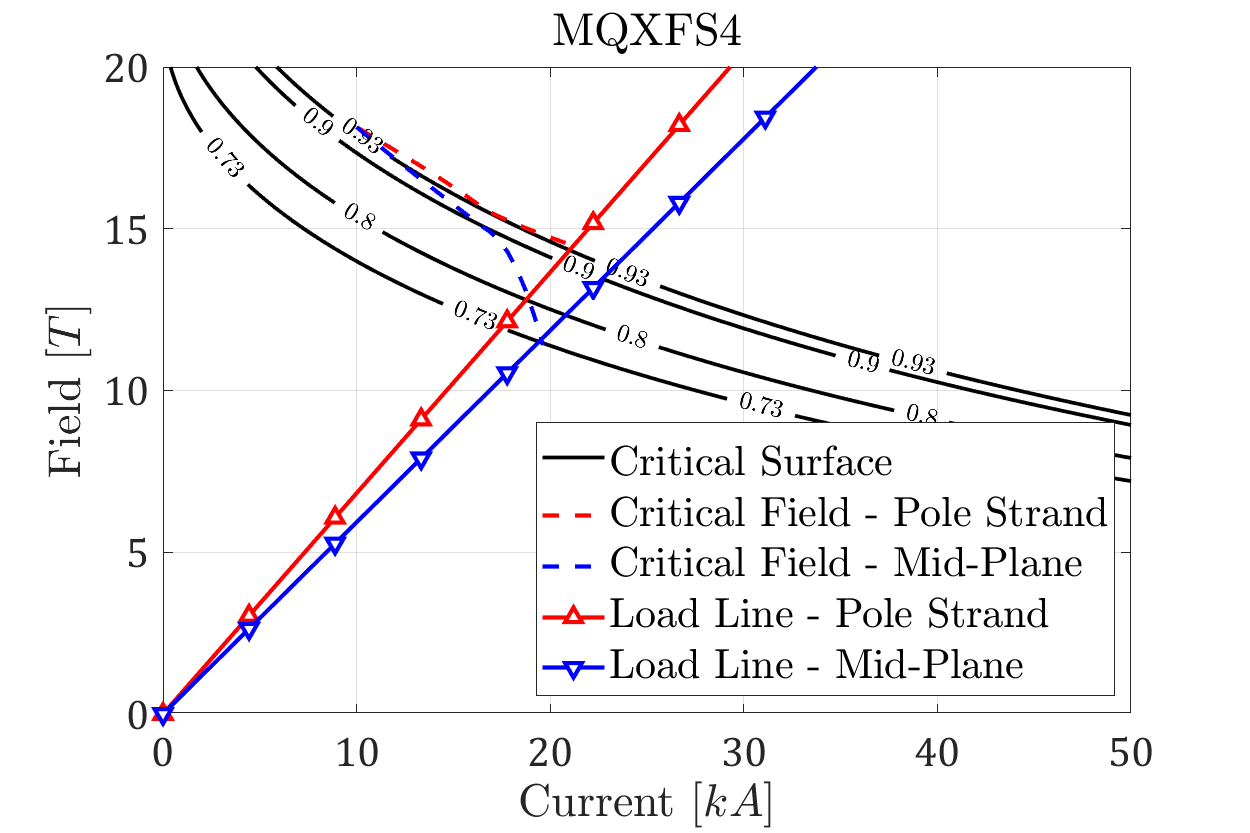 MQXFS4
20
15
10
5
0
0 10 20 30 40 50
Field [T]
Current [kA]
0.9 0.93
0.73
0.8
0.9 0.93
0.73
0.8
0.9 0.93
0.73
0.8
Critical Surface
Critical Field - Pole Strand
Critical Field - Mid-Plane
Load Line - Pole Strand
Load Line - Mid-Plane